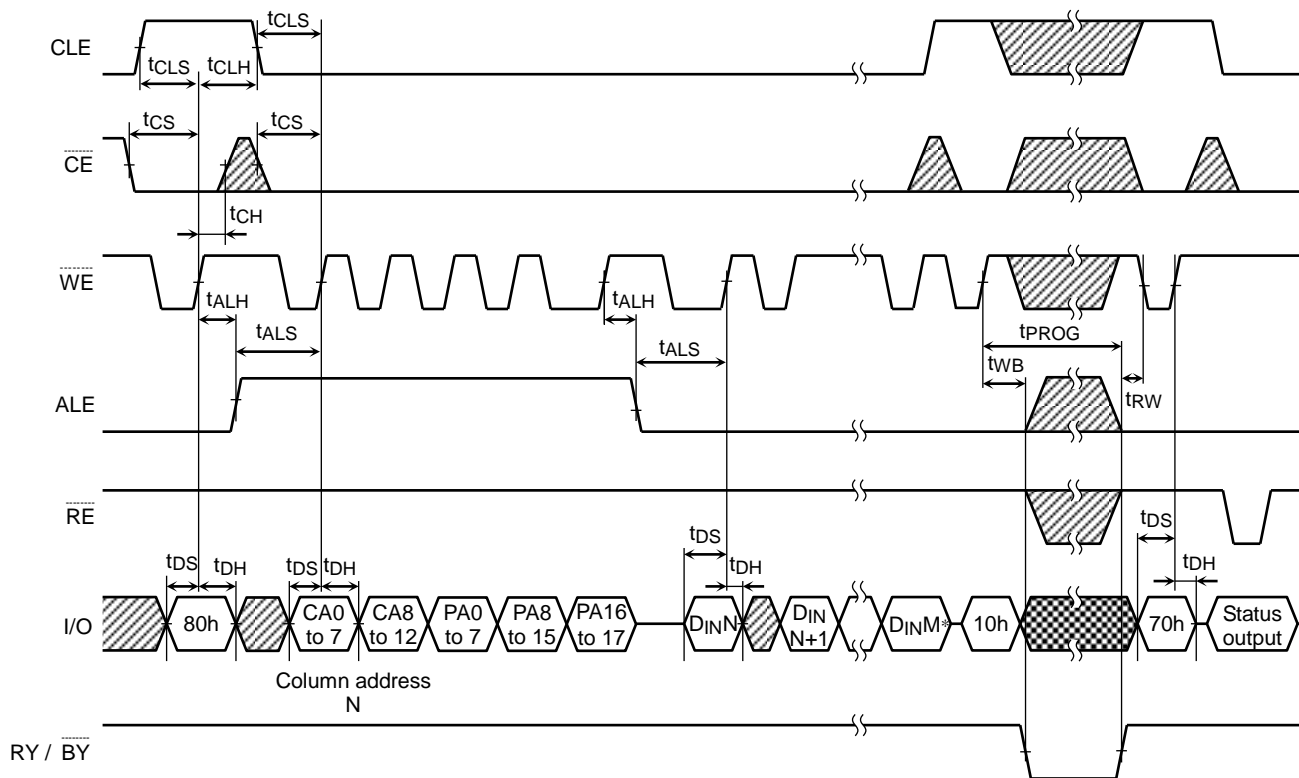 tCLS
CLE
tCLS tCLH
tCS tCS
CE
tCH
WE
tALH tALH
tALS tALS tPROG
tWB
ALE tRW
RE
tDS tDH tDS tDH tDS tDH tDS tDH
I/O 80h CA0 to 7 CA8 to 12 PA0 to 7 PA8 to 15 PA16 to 17 DINN DIN N+1 DINM* 10h 70h Status output
Column address
N
RY / BY